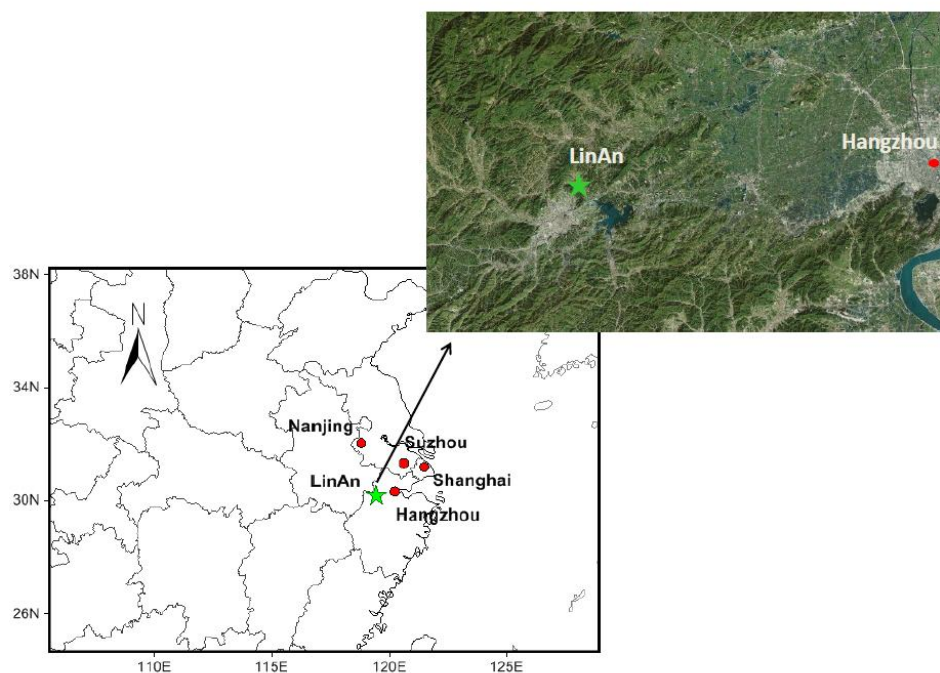 Hangzhou
LinAn
38N
N
34N
Nanjing
Suzhou
LinAn
Shanghai
30N
Hangzhou
26N
110E
115E
120E
125E